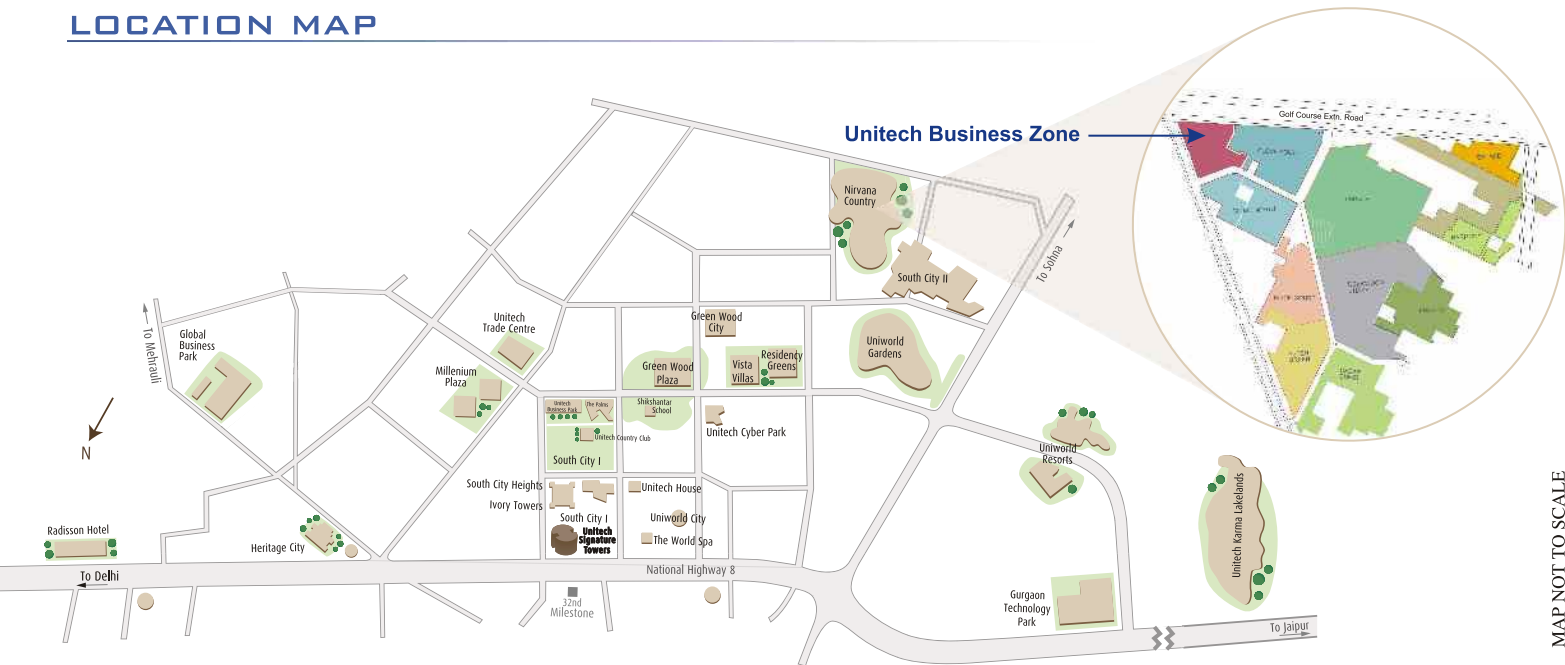 LOCATION MAP
Golf Course Extn. Road
Unitech Business Zone
Nirvana
Country
South City II
To Sohna
To Mehrauli
Global
Business
Park
Unitech
Trade Centre
Green Wood
City
Uniworld
Gardens
Millenium
Plaza
Green Wood
Plaza
Vista
Villas
Residency
Greens
Unitech
Business Park
The Palms
Shikshantar
School
Unitech Cyber Park
Unitech Country Club
South City I
N
Uniworld
Resorts
South City Heights
Ivory Towers
Unitech House
South City I
Uniworld City
Unitech
Signature
Towers
The World Spa
Radisson Hotel
Heritage City
Unitech Karma Lakelands
National Highway 8
To Delhi
32nd
Milestone
Gurgaon
Technology
Park
To Jaipur
MAP NOT TO SCALE